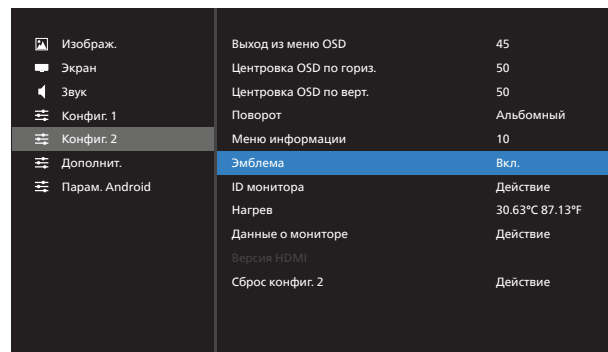 Изображ.
Экран
Звук
Конфиг. 1
Конфиг. 2
Дополнит.
Парам. Android
Выход из меню OSD 45
Центровка OSD по гориз. 50
Центровка OSD по верт. 50
Поворот Альбомный
Меню информации 10
Эмблема Вкл.
ID монитора Действие
Нагрев 30.63°C 87.13°F
Данные о мониторе Действие
Версия HDMI
Сброс конфиг. 2 Действие